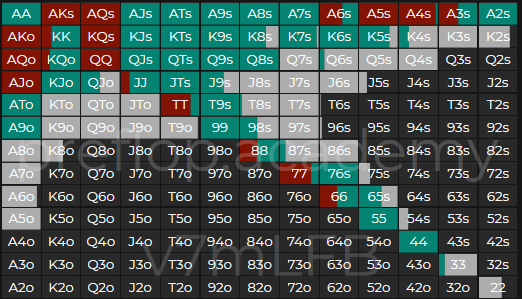 AA AKs AQs AJs ATs A9s A8s A7s A6s A5s A4s A3s A2s
AKo KK KQs KJs KTs K9s K8s K7s K6s K5s K4s K3s K2s
AQo KQo QQ QJs QTs Q9s Q8s Q7s Q6s Q5s Q4s Q3s Q2s
AJo KJo QJo JJ JTs J9s J8s J7s J6s J5s J4s J3s J2s
ATo KTo QTo JTo TT T9s T8s T7s T6s T5s T4s T3s T2s
A9o K9o Q9o J9o T9o 99 98s 97s 96s 95s 94s 93s 92s
A8o K8o Q8o J8o T8o 98o 88 87s 86s 85s 84s 83s 82s
preflop academy
A7o K7o Q7o J7o T7o 97o 87o 77 76s 75s 74s 73s 72s
A6o K6o Q6o J6o T6o 96o 86o 76o 66 65s 64s 63s 62s
A5o K5o Q5o J5o T5o 95o 85o 75o 65o 55 54s 53s 52s
A4o K4o Q4o J4o T4o 94o 84o 74o 64o 54o 44 43s 42s
V7mLFB
A3o K3o Q3o J3o T3o 93o 83o 73o 63o 53o 43o 33 32s
A2o K2o Q2o J2o T2o 92o 82o 72o 62o 52o 42o 32o 22